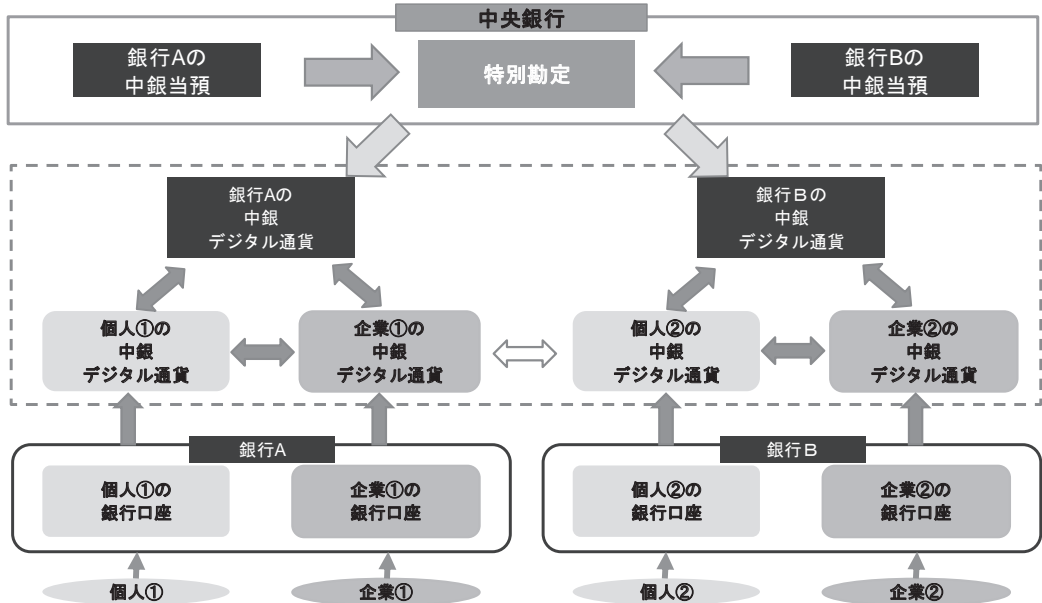 中央銀行
銀行Aの
中銀当預
特別勘定
銀行Bの
中銀当預
銀行Aの
中銀
デジタル通貨
銀行Bの
中銀
デジタル通貨
個人①の
中銀
デジタル通貨
企業①の
中銀
デジタル通貨
個人②の
中銀
デジタル通貨
企業②の
中銀
デジタル通貨
銀行A
個人①の
銀行口座
企業①の
銀行口座
銀行B
個人②の
銀行口座
企業②の
銀行口座
個人①
企業①
個人②
企業②